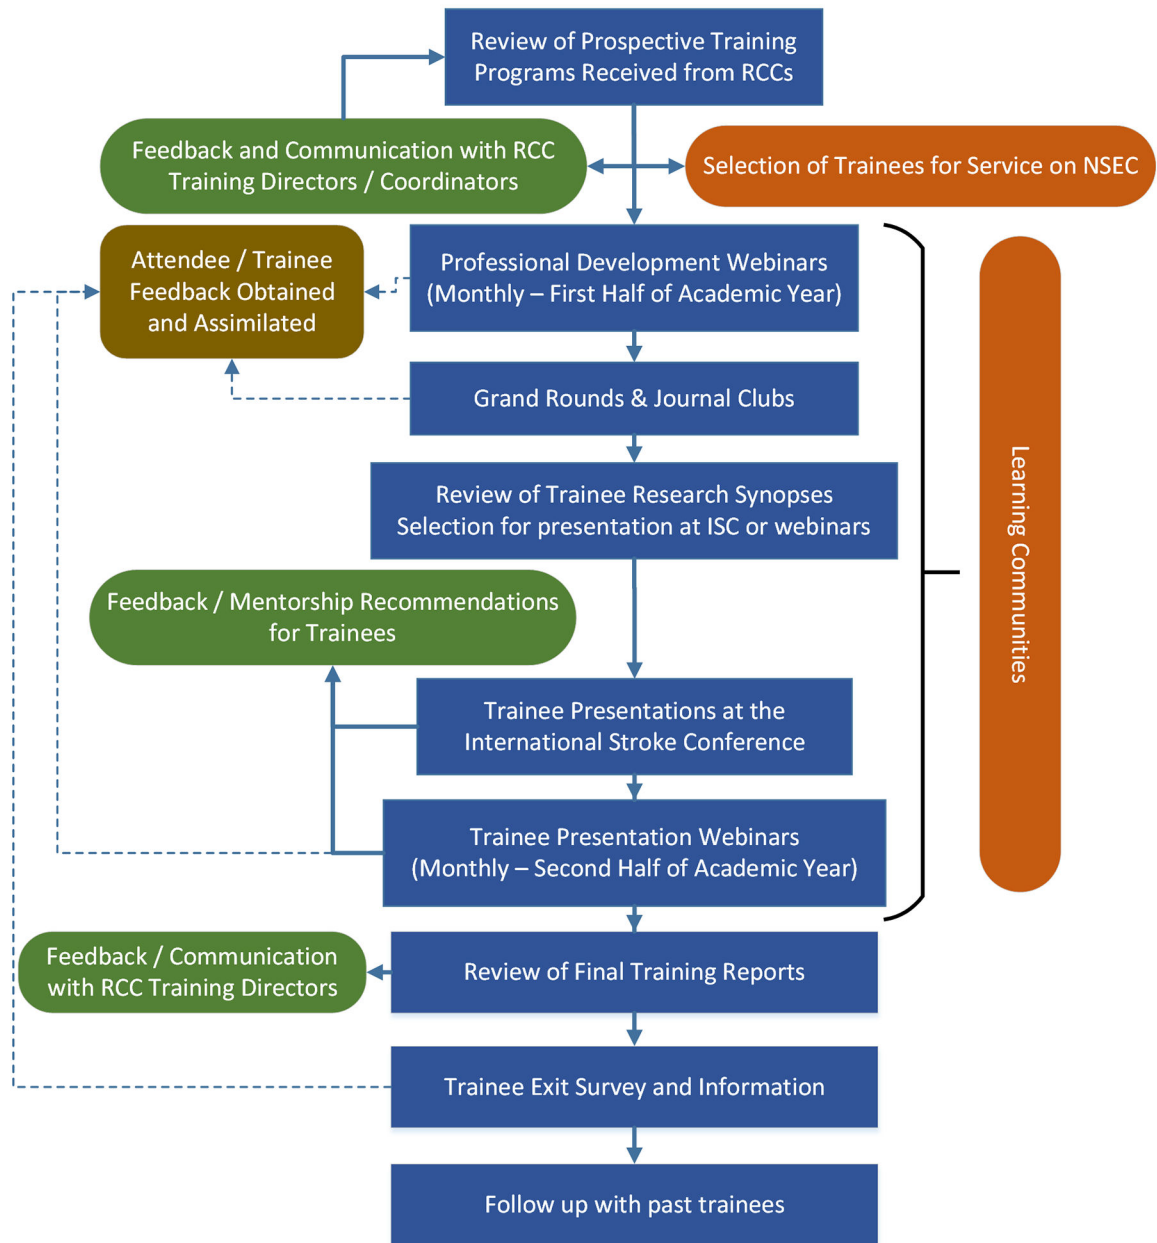 Review of Prospective Training
Programs Received from RCCs
Feedback and Communication with RCC
Training Directors / Coordinators
Selection of Trainees for Service on NSEC
Attendee / Trainee
Feedback Obtained
and Assimilated
Professional Development Webinars
(Monthly – First Half of Academic Year)
Grand Rounds & Journal Clubs
Review of Trainee Research Synopses
Selection for presentation at ISC or webinars
Learning Communities
Feedback / Mentorship Recommendations
for Trainees
Trainee Presentations at the
International Stroke Conference
Trainee Presentation Webinars
(Monthly – Second Half of Academic Year)
Feedback / Communication
with RCC Training Directors
Review of Final Training Reports
Trainee Exit Survey and Information
Follow up with past trainees